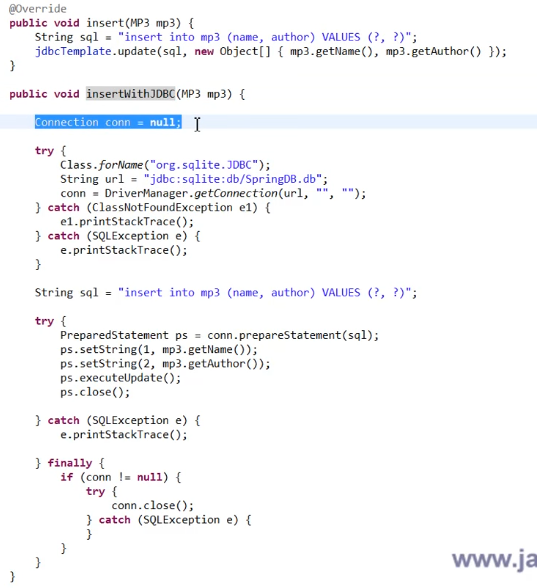 @Override
public void insert(MP3 mp3) {
String sql = "insert into mp3 (name, author) VALUES (?, ?)";
jdbcTemplate.update(sql, new Object[] { mp3.getName(), mp3.getAuthor() });
}
public void insertWithJDBC(MP3 mp3) {
Connection conn = null;
try {
Class.forName("org.sqlite.JDBC");
String url = "jdbc:sqlite:db/SpringDB.db";
conn = DriverManager.getConnection(url, "", "");
} catch (ClassNotFoundException e1) {
e1.printStackTrace();
} catch (SQLException e) {
e.printStackTrace();
}
String sql = "insert into mp3 (name, author) VALUES (?, ?)";
try {
PreparedStatement ps = conn.prepareStatement(sql);
ps.setString(1, mp3.getName());
ps.setString(2, mp3.getAuthor());
ps.executeUpdate();
ps.close();
} catch (SQLException e) {
e.printStackTrace();
} finally {
if (conn != null) {
try {
conn.close();
} catch (SQLException e) {
}
}
}
}
www.ja